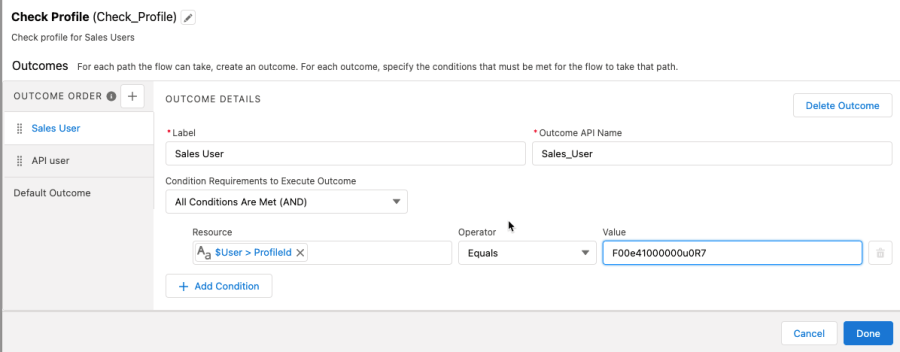 Check Profile (Check_Profile)
Check profile for Sales Users
Outcomes For each path the flow can take, create an outcome. For each outcome, specify the conditions that must be met for the flow to take that path.
OUTCOME ORDER
OUTCOME DETAILS
Delete Outcome
Sales User
API user
Default Outcome
* Label
* Outcome API Name
Sales User
Sales_User
Condition Requirements to Execute Outcome
All Conditions Are Met (AND)
Resource Operator Value
Aa $User > ProfileId Equals F00e41000000u0R7
+ Add Condition
Cancel Done